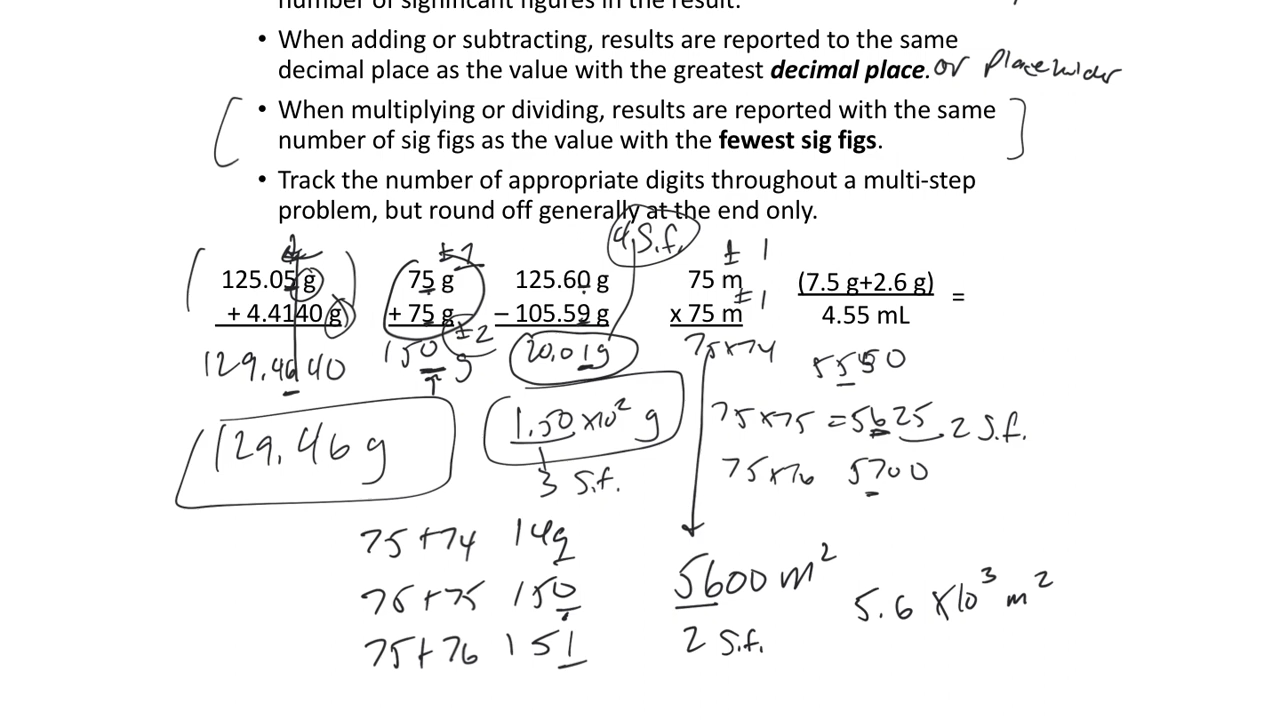 number of significant figures in the result.
• When adding or subtracting, results are reported to the same
decimal place as the value with the greatest decimal place. or placeholder
• When multiplying or dividing, results are reported with the same
number of sig figs as the value with the fewest sig figs.
• Track the number of appropriate digits throughout a multi-step
problem, but round off generally at the end only.
4 S.f.
±1 ± 1
125.05 g 75 g 125.60 g 75 m (7.5 g+2.6 g)
+ 4.4140 g + 75 g – 105.59 g x 75 m ±1 4.55 mL =
±2
129.4640 150 g 20.01g 75x74 5550
129.46 g 1.50 x10² g 75x75 = 5625 2 S.f.
3 S.f. 75x76 5700
75+74 149
75+75 150
75+76 151
5600 m² 5.6 x10³ m²
2 S.f.